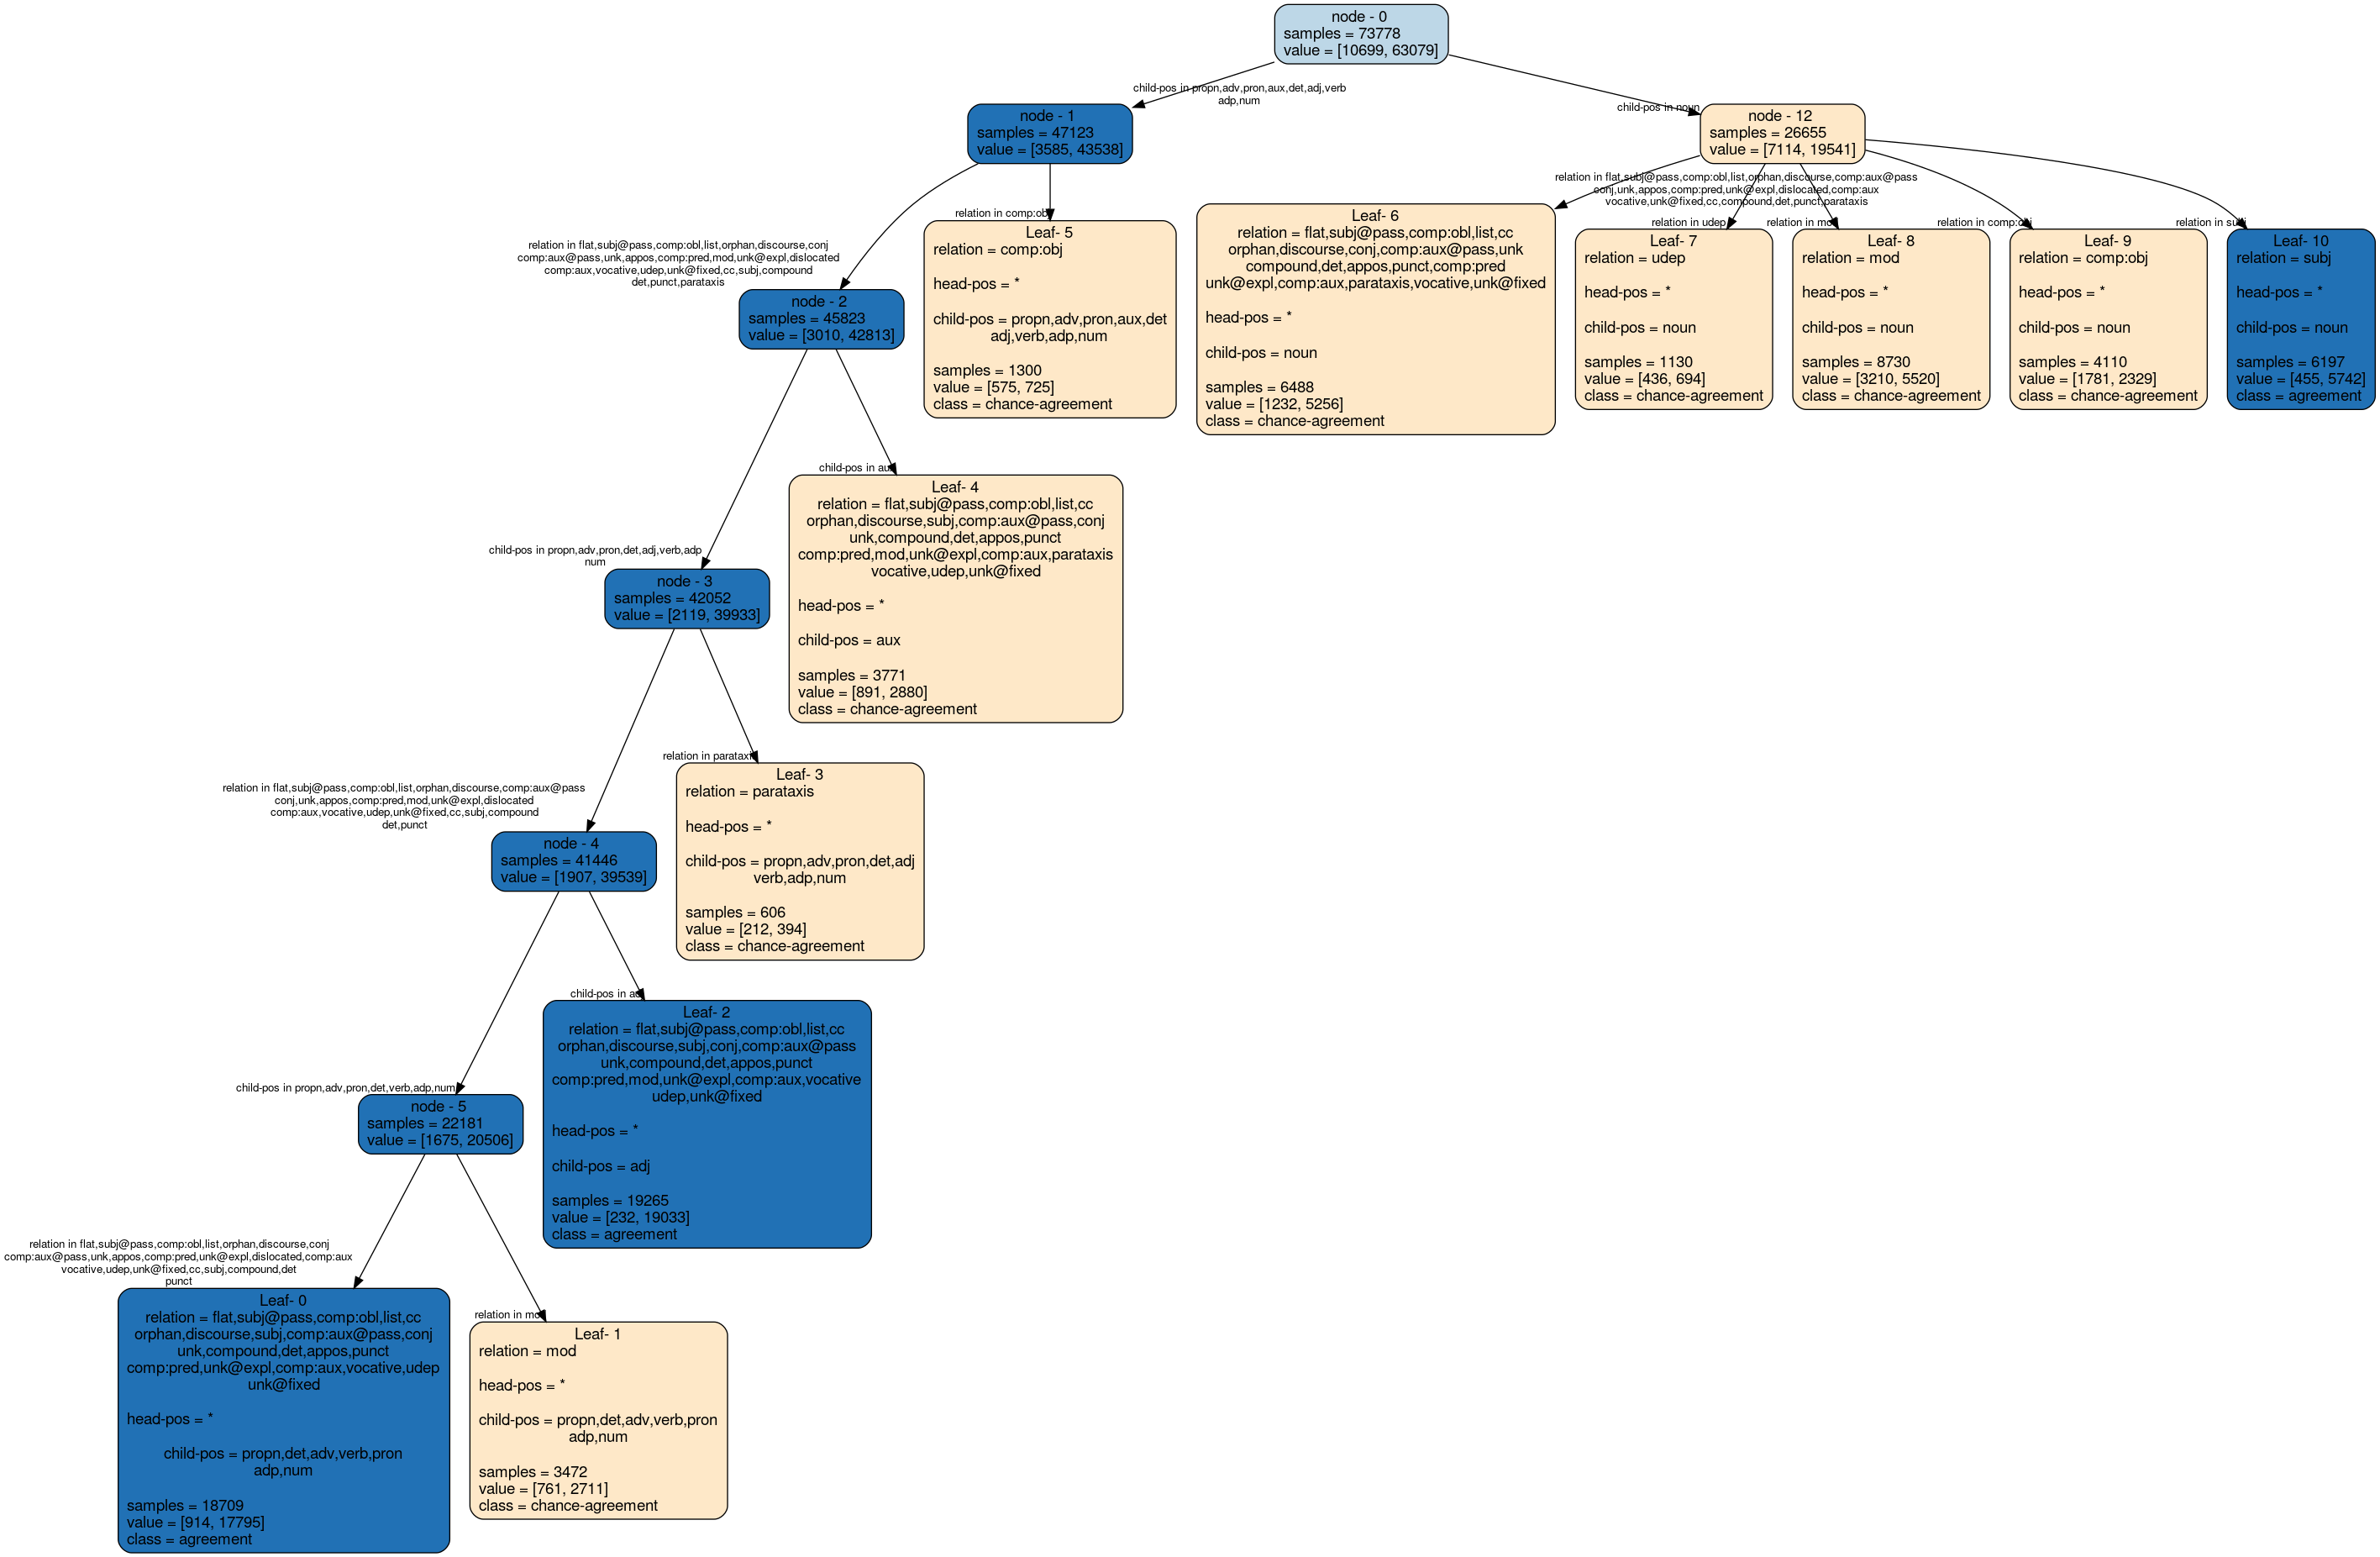 node - 0
samples = 73778
value = [10699, 63079]
child-pos in propn,adv,pron,aux,det,adj,verb
adp,num
child-pos in noun
node - 1
samples = 47123
value = [3585, 43538]
node - 12
samples = 26655
value = [7114, 19541]
relation in flat,subj@pass,comp:obl,list,orphan,discourse,conj
comp:aux@pass,unk,appos,comp:pred,mod,unk@expl,dislocated
comp:aux,vocative,udep,unk@fixed,cc,subj,compound
det,punct,parataxis
relation in comp:obj
relation in flat,subj@pass,comp:obl,list,orphan,discourse,comp:aux@pass
conj,unk,appos,comp:pred,unk@expl,dislocated,comp:aux
vocative,unk@fixed,cc,compound,det,punct,parataxis
relation in udep
relation in mod
relation in comp:obj
relation in subj
node - 2
samples = 45823
value = [3010, 42813]
Leaf- 5
relation = comp:obj
head-pos = *
child-pos = propn,adv,pron,aux,det
adj,verb,adp,num
samples = 1300
value = [575, 725]
class = chance-agreement
Leaf- 6
relation = flat,subj@pass,comp:obl,list,cc
orphan,discourse,conj,comp:aux@pass,unk
compound,det,appos,punct,comp:pred
unk@expl,comp:aux,parataxis,vocative,unk@fixed
head-pos = *
child-pos = noun
samples = 6488
value = [1232, 5256]
class = chance-agreement
Leaf- 7
relation = udep
head-pos = *
child-pos = noun
samples = 1130
value = [436, 694]
class = chance-agreement
Leaf- 8
relation = mod
head-pos = *
child-pos = noun
samples = 8730
value = [3210, 5520]
class = chance-agreement
Leaf- 9
relation = comp:obj
head-pos = *
child-pos = noun
samples = 4110
value = [1781, 2329]
class = chance-agreement
Leaf- 10
relation = subj
head-pos = *
child-pos = noun
samples = 6197
value = [455, 5742]
class = agreement
child-pos in propn,adv,pron,det,adj,verb,adp
num
child-pos in aux
node - 3
samples = 42052
value = [2119, 39933]
Leaf- 4
relation = flat,subj@pass,comp:obl,list,cc
orphan,discourse,subj,comp:aux@pass,conj
unk,compound,det,appos,punct
comp:pred,mod,unk@expl,comp:aux,parataxis
vocative,udep,unk@fixed
head-pos = *
child-pos = aux
samples = 3771
value = [891, 2880]
class = chance-agreement
relation in flat,subj@pass,comp:obl,list,orphan,discourse,comp:aux@pass
conj,unk,appos,comp:pred,mod,unk@expl,dislocated
comp:aux,vocative,udep,unk@fixed,cc,subj,compound
det,punct
relation in parataxis
node - 4
samples = 41446
value = [1907, 39539]
Leaf- 3
relation = parataxis
head-pos = *
child-pos = propn,adv,pron,det,adj
verb,adp,num
samples = 606
value = [212, 394]
class = chance-agreement
child-pos in propn,adv,pron,det,verb,adp,num
child-pos in adj
node - 5
samples = 22181
value = [1675, 20506]
Leaf- 2
relation = flat,subj@pass,comp:obl,list,cc
orphan,discourse,subj,conj,comp:aux@pass
unk,compound,det,appos,punct
comp:pred,mod,unk@expl,comp:aux,vocative
udep,unk@fixed
head-pos = *
child-pos = adj
samples = 19265
value = [232, 19033]
class = agreement
relation in flat,subj@pass,comp:obl,list,orphan,discourse,conj
comp:aux@pass,unk,appos,comp:pred,unk@expl,dislocated,comp:aux
vocative,udep,unk@fixed,cc,subj,compound,det
punct
relation in mod
Leaf- 0
relation = flat,subj@pass,comp:obl,list,cc
orphan,discourse,subj,comp:aux@pass,conj
unk,compound,det,appos,punct
comp:pred,unk@expl,comp:aux,vocative,udep
unk@fixed
head-pos = *
child-pos = propn,det,adv,verb,pron
adp,num
samples = 18709
value = [914, 17795]
class = agreement
Leaf- 1
relation = mod
head-pos = *
child-pos = propn,det,adv,verb,pron
adp,num
samples = 3472
value = [761, 2711]
class = chance-agreement